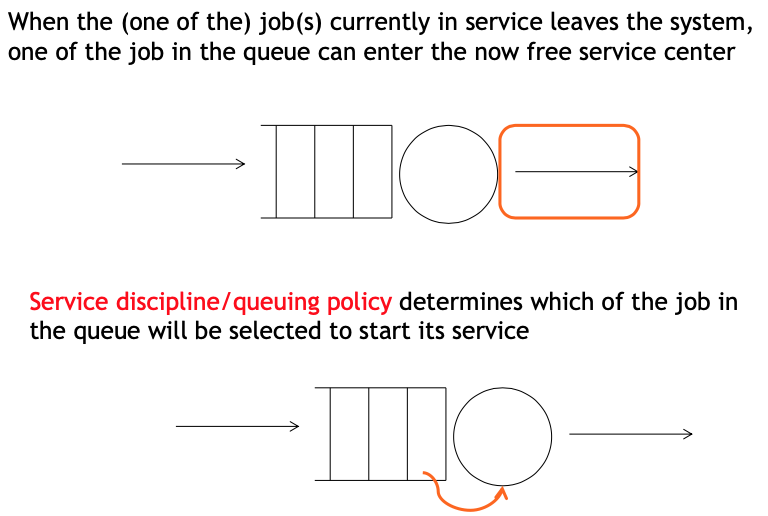 When the (one of the) job(s) currently in service leaves the system,
one of the job in the queue can enter the now free service center
Service discipline/queuing policy determines which of the job in
the queue will be selected to start its service